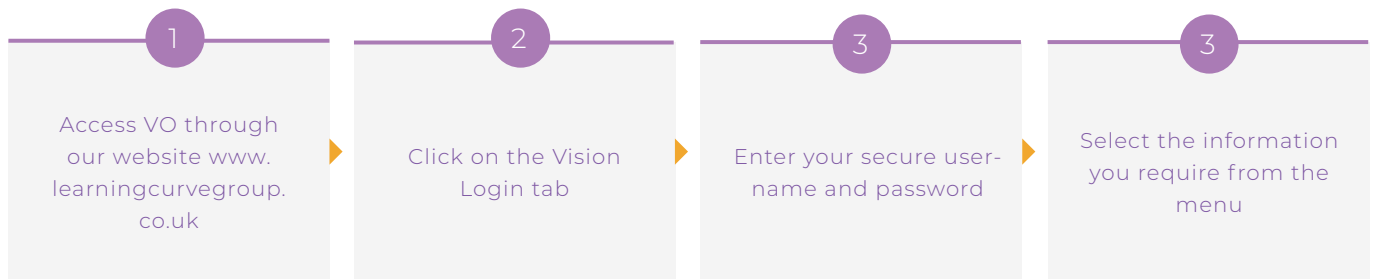 1
Access VO through
our website www.
learningcurvegroup.
co.uk
2
Click on the Vision
Login tab
3
Enter your secure user-
name and password
3
Select the information
you require from the
menu